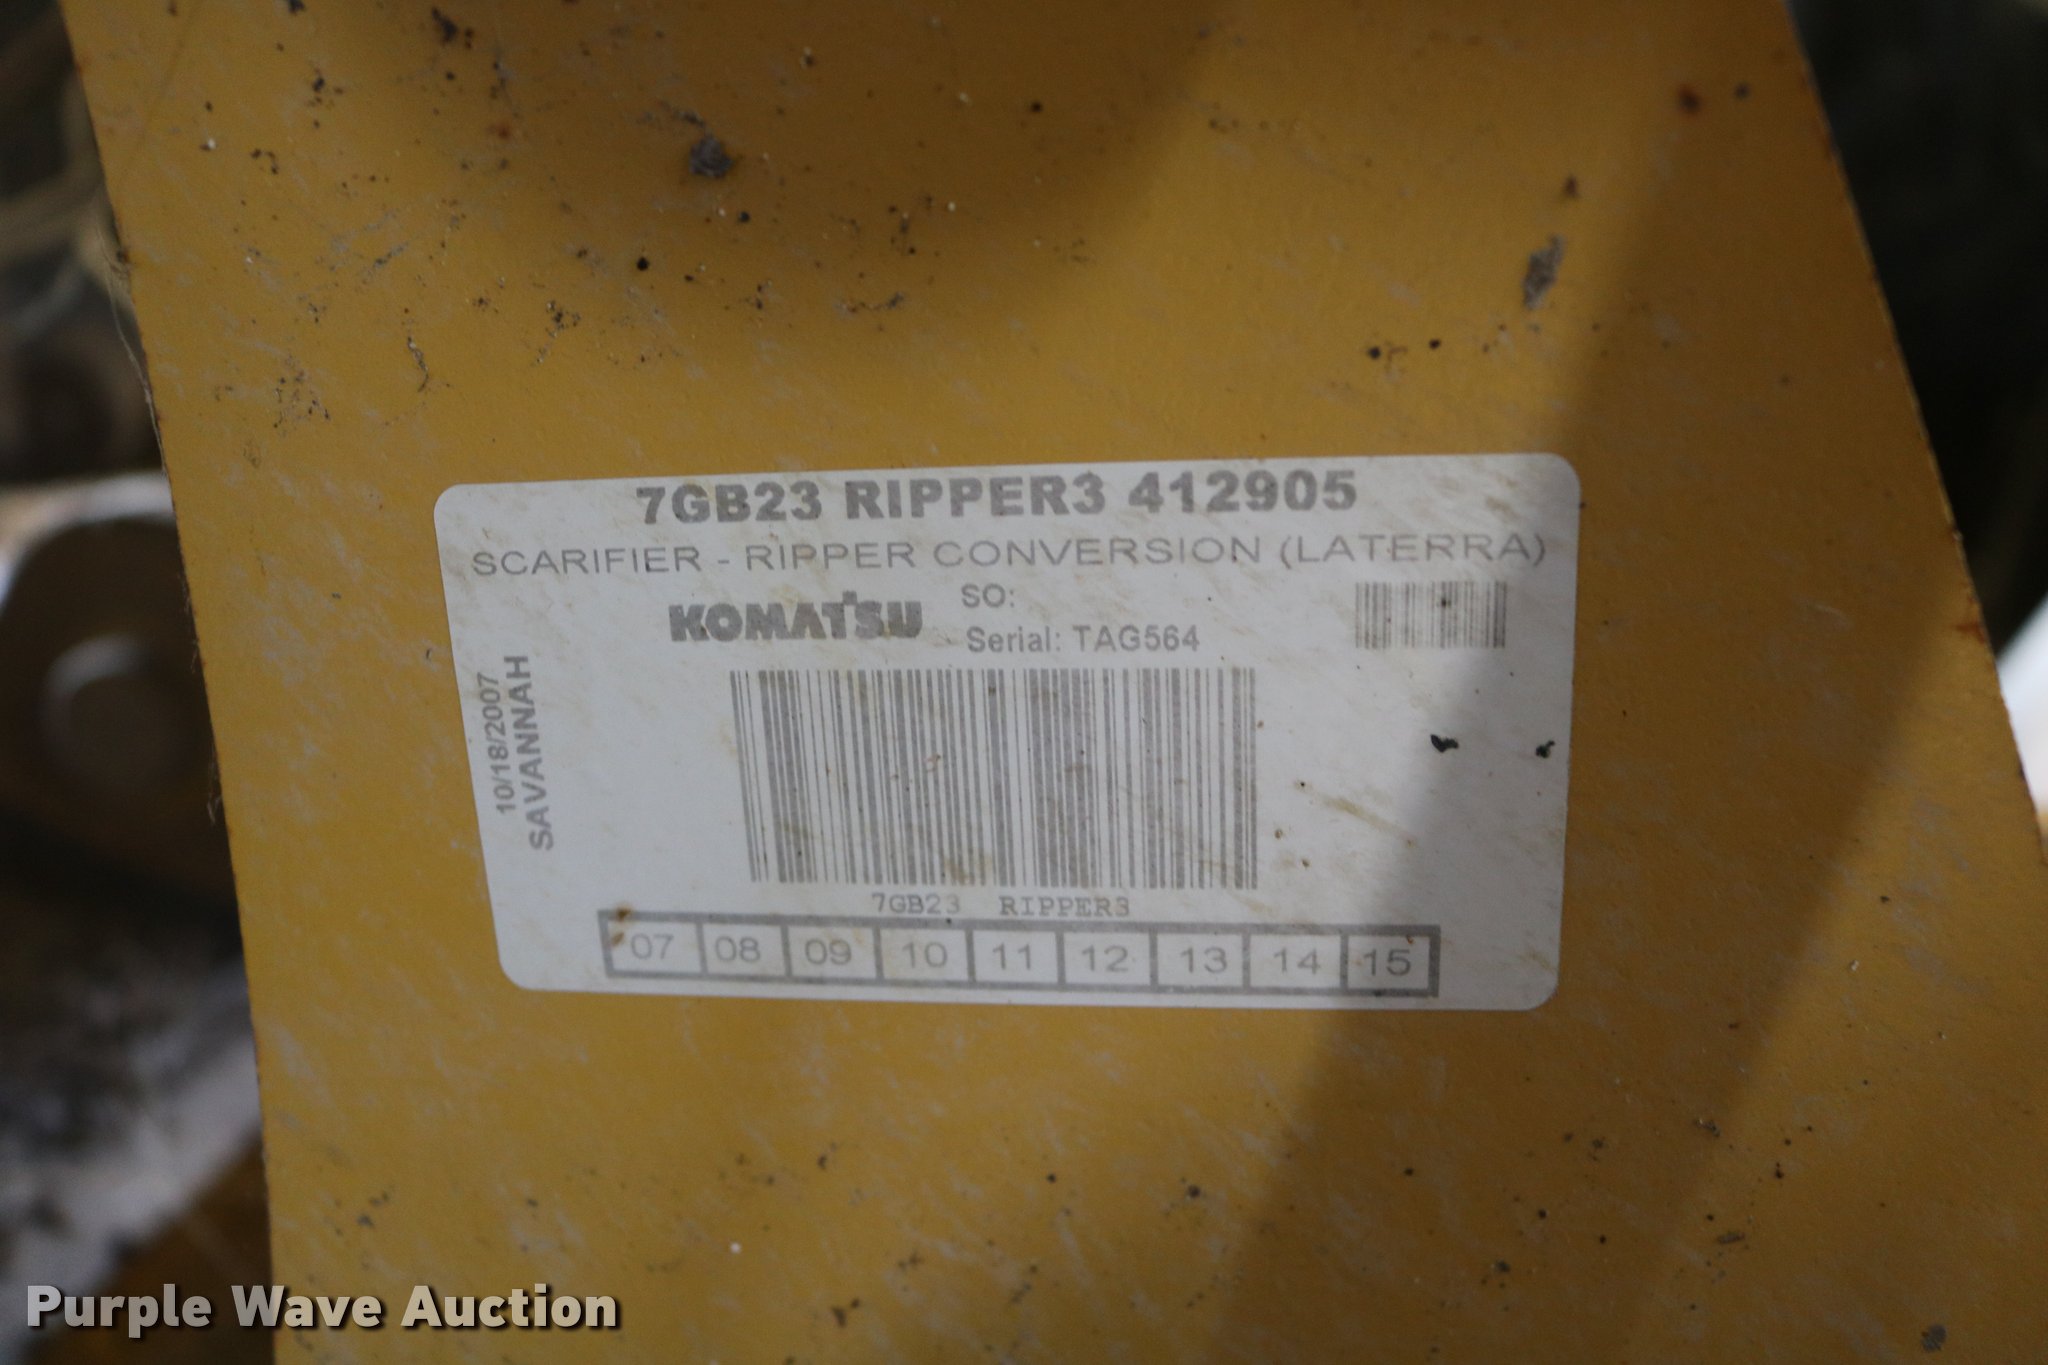 7GB23 RIPPER3 412905
SCARIFIER - RIPPER CONVERSION (LATERRA)
KOMATSU
SO:
Serial: TAG564
10/18/2007
SAVANNAH
7GB23 RIPPER3
07 08 09 10 11 12 13 14 15
Purple Wave Auction